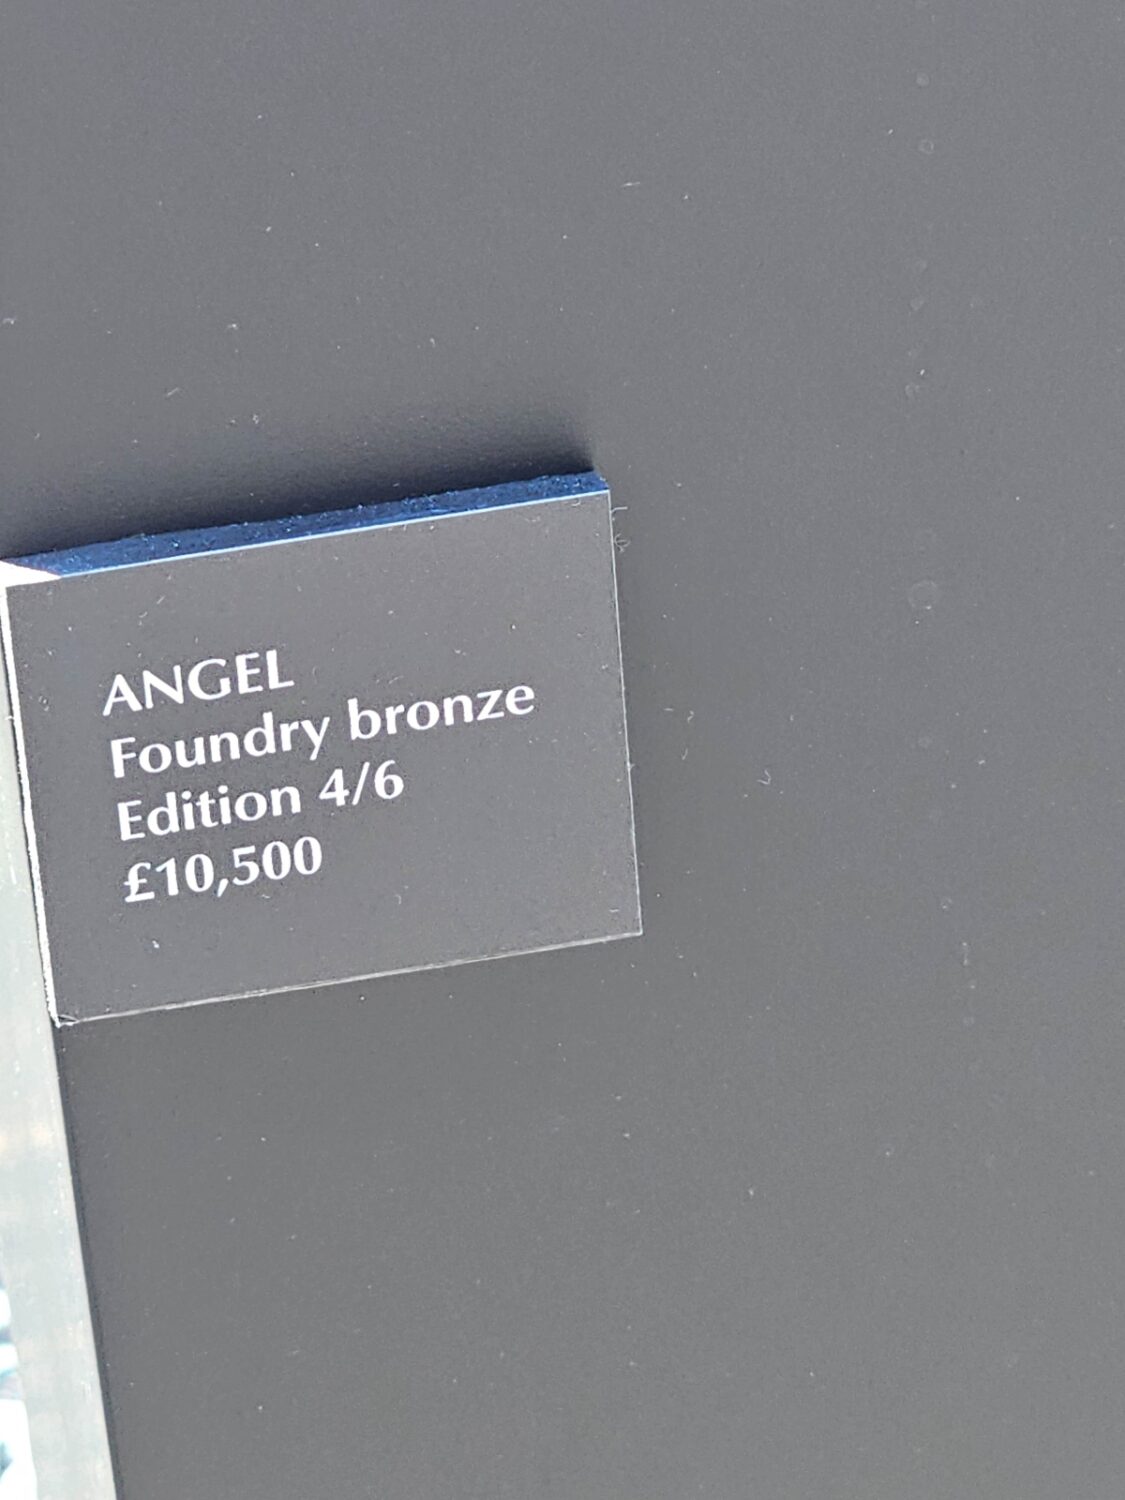 ANGEL
Foundry bronze
Edition 4/6
£10,500